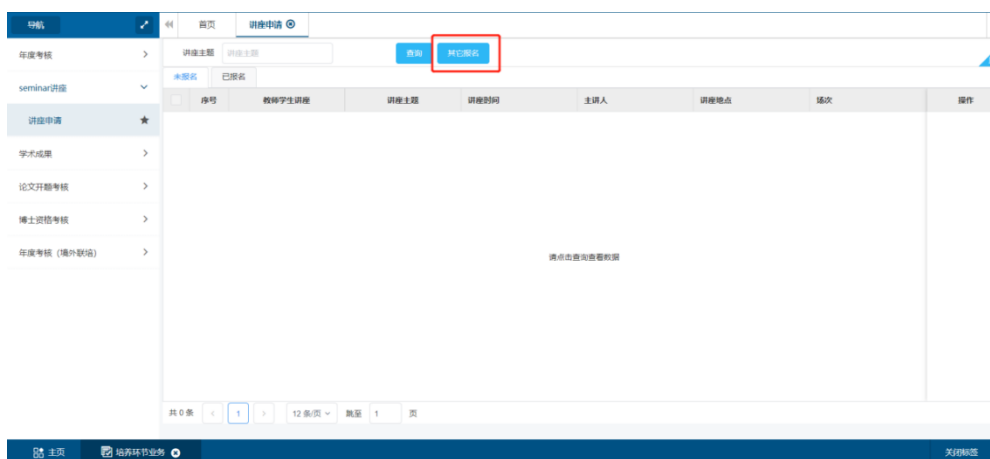 导航 首页 讲座申请
年度考核 讲座主题 讲座主题 查询 其它报名
seminar讲座 未报名 已报名
序号 教师学生讲座 讲座主题 讲座时间 主讲人 讲座地点 场次 操作
讲座申请
学术成果
论文开题考核
博士资格考核
年度考核（境外联培） 请点击查询查看数据
共 0 条 1 12 条/页 跳至 1 页
主页 培养环节业务 关闭标签